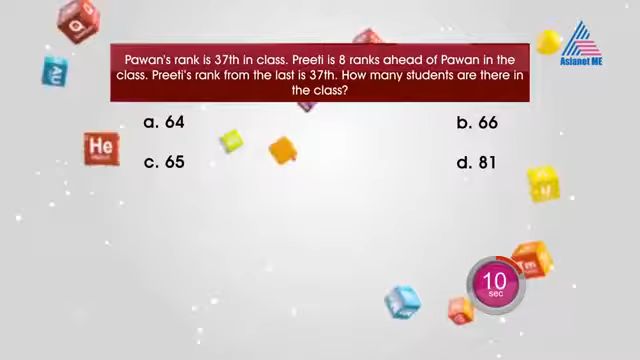 Asianet ME
Pawan's rank is 37th in class. Preeti is 8 ranks ahead of Pawan in the
class. Preeti's rank from the last is 37th. How many students are there in
the class?
a. 64
b. 66
c. 65
d. 81
He
10
sec